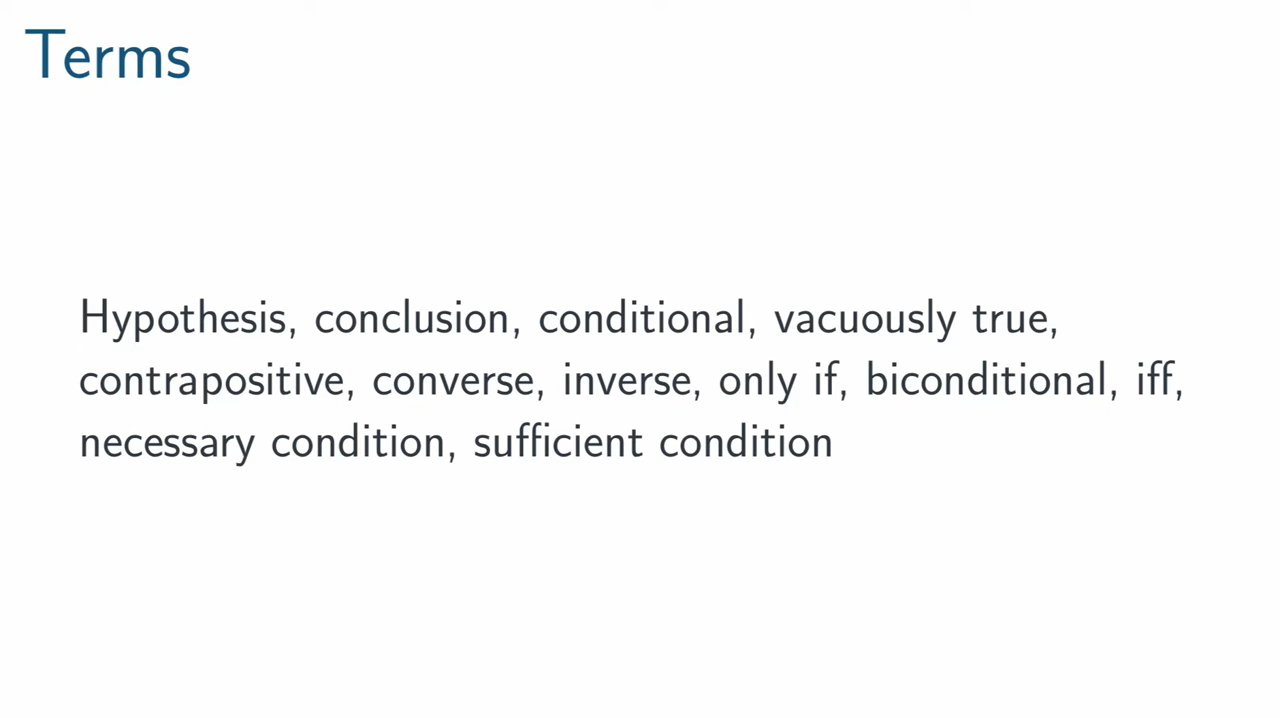 Terms
Hypothesis, conclusion, conditional, vacuously true,
contrapositive, converse, inverse, only if, biconditional, iff,
necessary condition, sufficient condition